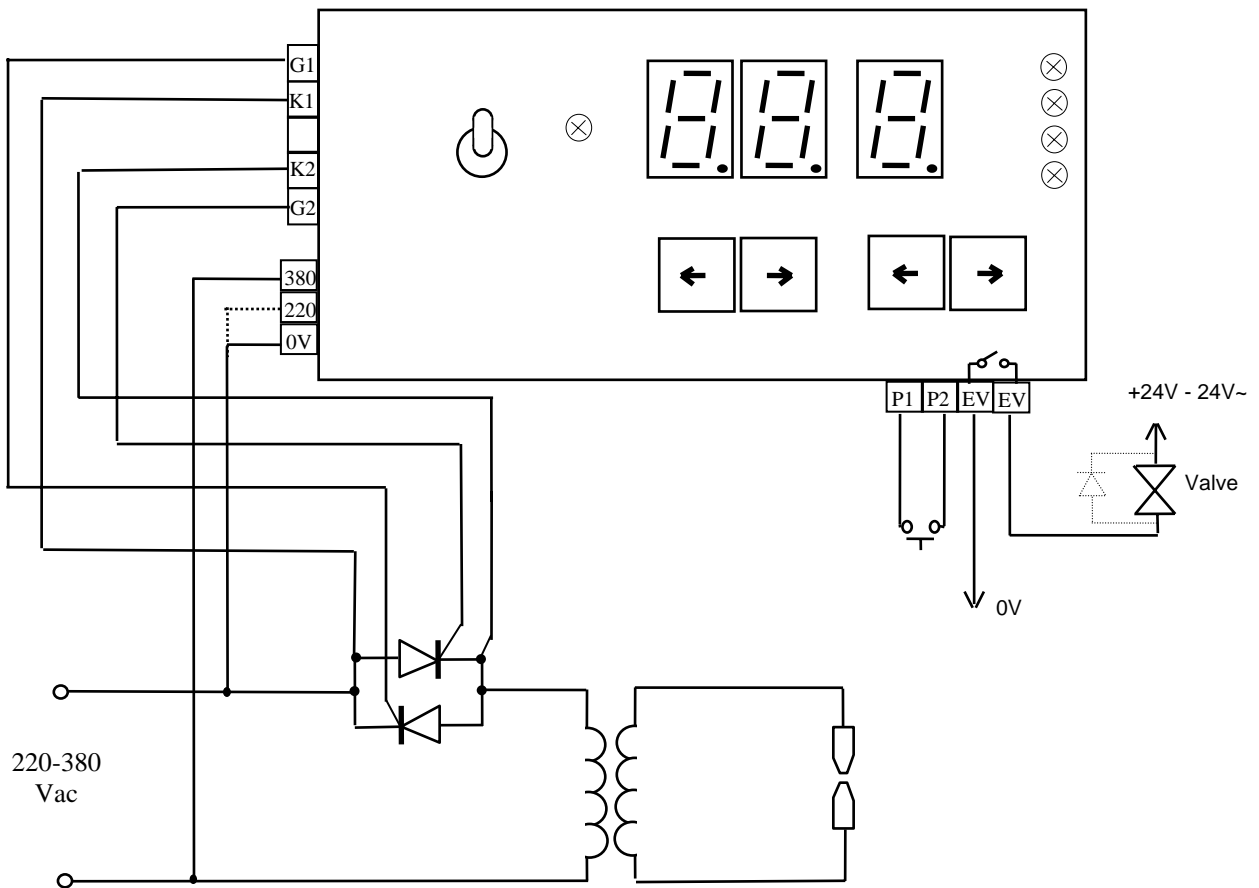 G1
K1
K2
G2
380
220
0V
P1 P2 EV EV
+24V - 24V~
Valve
0V
220-380
Vac